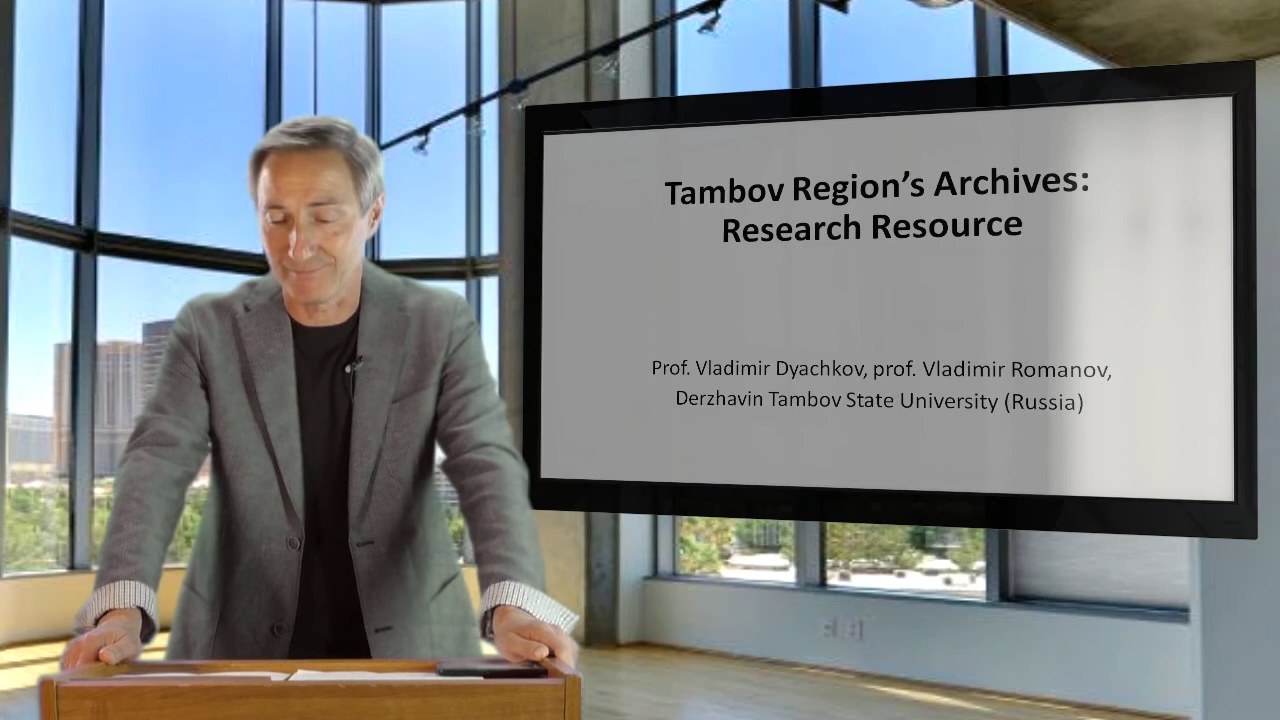 Tambov Region’s Archives:
Research Resource
Prof. Vladimir Dyachkov, prof. Vladimir Romanov,
Derzhavin Tambov State University (Russia)